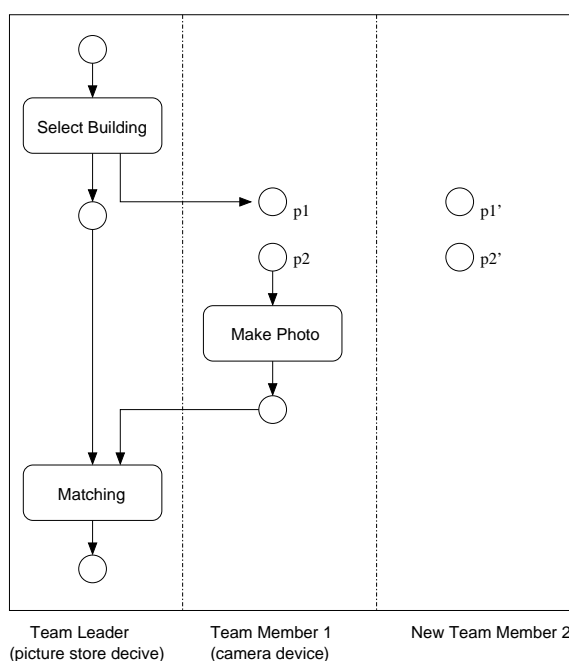 Select Building
p1
p1’
p2
p2’
Make Photo
Matching
Team Leader
(picture store decive)
Team Member 1
(camera device)
New Team Member 2